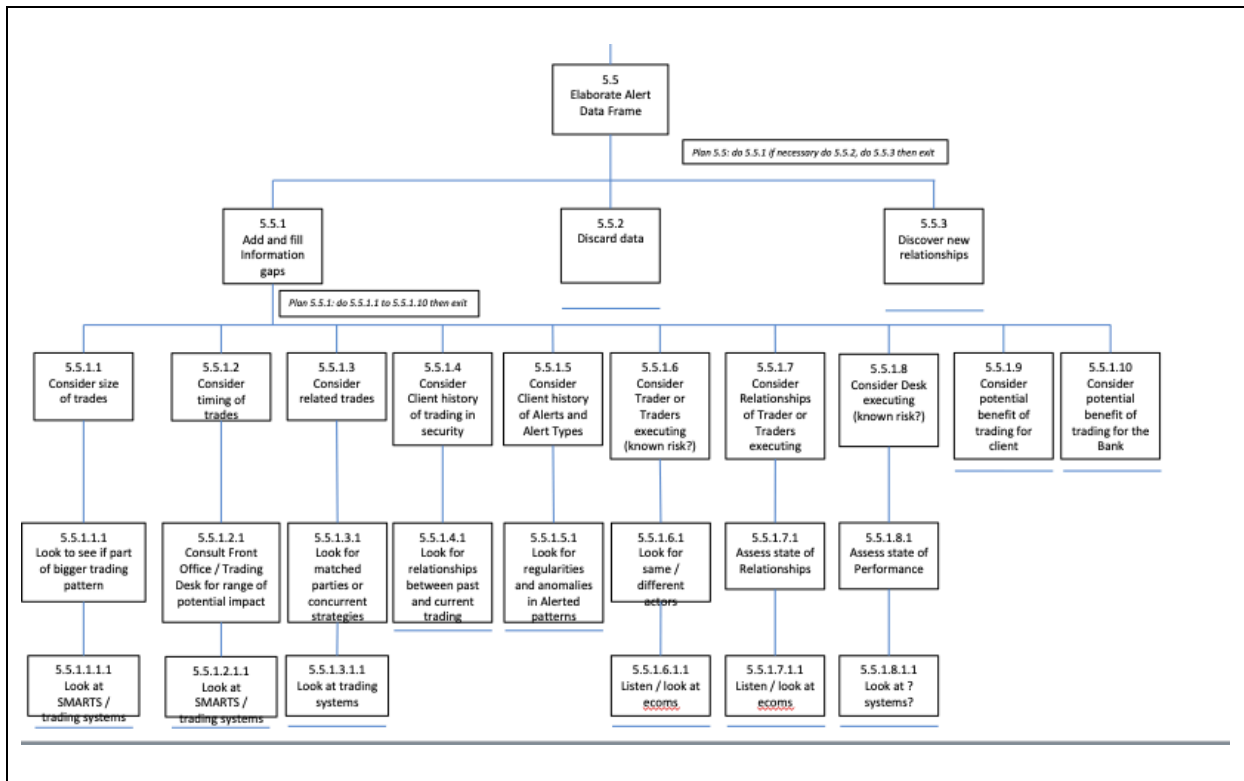 5.5
Elaborate Alert
Data Frame
Plan 5.5: do 5.5.1 if necessary do 5.5.2, do 5.5.3 then exit
5.5.1
Add and fill
Information
gaps
5.5.2
Discard data
5.5.3
Discover new
relationships
Plan 5.5.1: do 5.5.1.1 to 5.5.1.10 then exit
5.5.1.1
Consider size
of trades
5.5.1.2
Consider
timing of
trades
5.5.1.3
Consider
related trades
5.5.1.4
Consider
Client history
of trading in
security
5.5.1.5
Consider
Client history
of Alerts and
Alert Types
5.5.1.6
Consider
Trader or
Traders
executing
(known risk?)
5.5.1.7
Consider
Relationships
of Trader or
Traders
executing
5.5.1.8
Consider Desk
executing
(known risk?)
5.5.1.9
Consider
potential
benefit of
trading for
client
5.5.1.10
Consider
potential
benefit of
trading for the
Bank
5.5.1.1.1
Look to see if part
of bigger trading
pattern
5.5.1.2.1
Consult Front
Office / Trading
Desk for range of
potential impact
5.5.1.3.1
Look for
matched
parties or
concurrent
strategies
5.5.1.4.1
Look for
relationships
between past
and current
trading
5.5.1.5.1
Look for
regularities
and anomalies
in Alerted
patterns
5.5.1.6.1
Look for
same /
different
actors
5.5.1.7.1
Assess state of
Relationships
5.5.1.8.1
Assess state of
Performance
5.5.1.1.1.1
Look at
SMARTS /
trading systems
5.5.1.2.1.1
Look at
SMARTS /
trading systems
5.5.1.3.1.1
Look at trading
systems
5.5.1.6.1.1
Listen / look at
ecoms
5.5.1.7.1.1
Listen / look at
ecoms
5.5.1.8.1.1
Look at ?
systems?